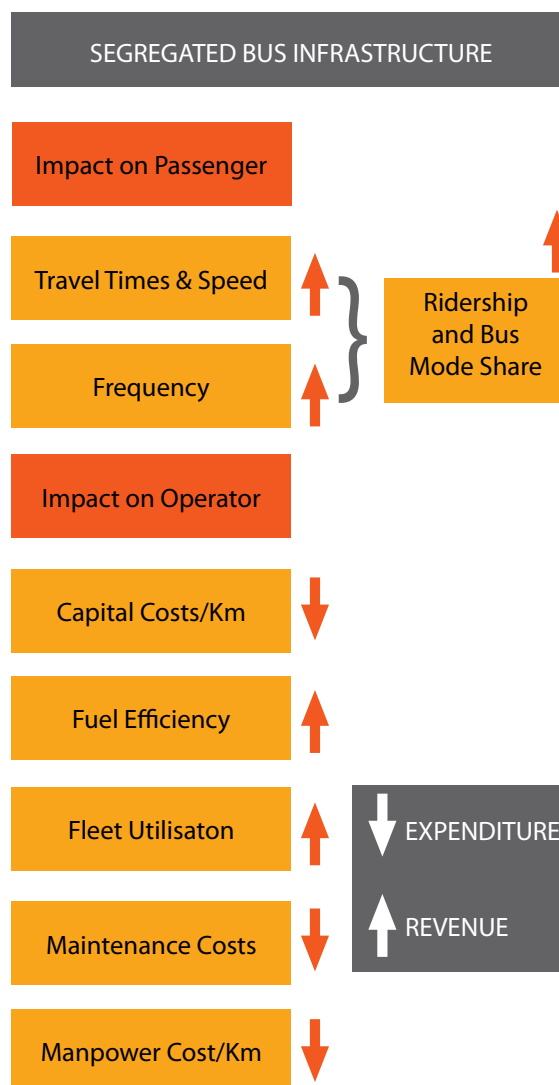 SEGREGATED BUS INFRASTRUCTURE
Impact on Passenger
Travel Times & Speed
Frequency
Ridership
and Bus
Mode Share
Impact on Operator
Capital Costs/Km
Fuel Efficiency
Fleet Utilisaton
EXPENDITURE
REVENUE
Maintenance Costs
Manpower Cost/Km